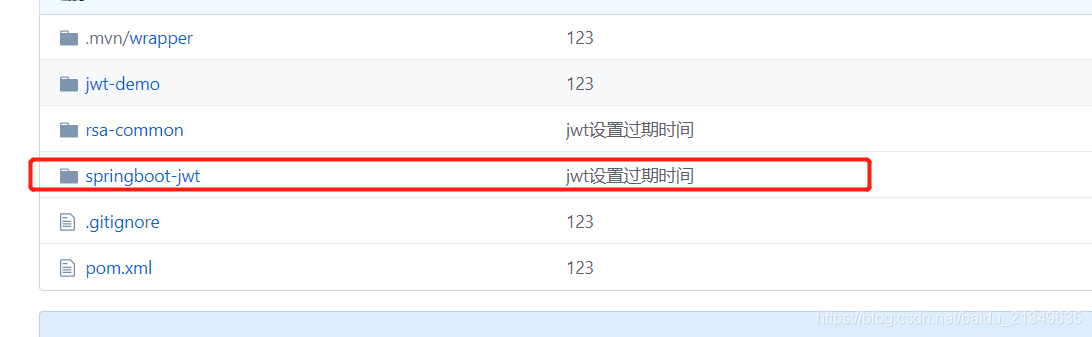 .mvn/wrapper 123
jwt-demo 123
rsa-common jwt设置过期时间
springboot-jwt jwt设置过期时间
.gitignore 123
pom.xml 123
https://blog.csdn.net/baidu_21349635